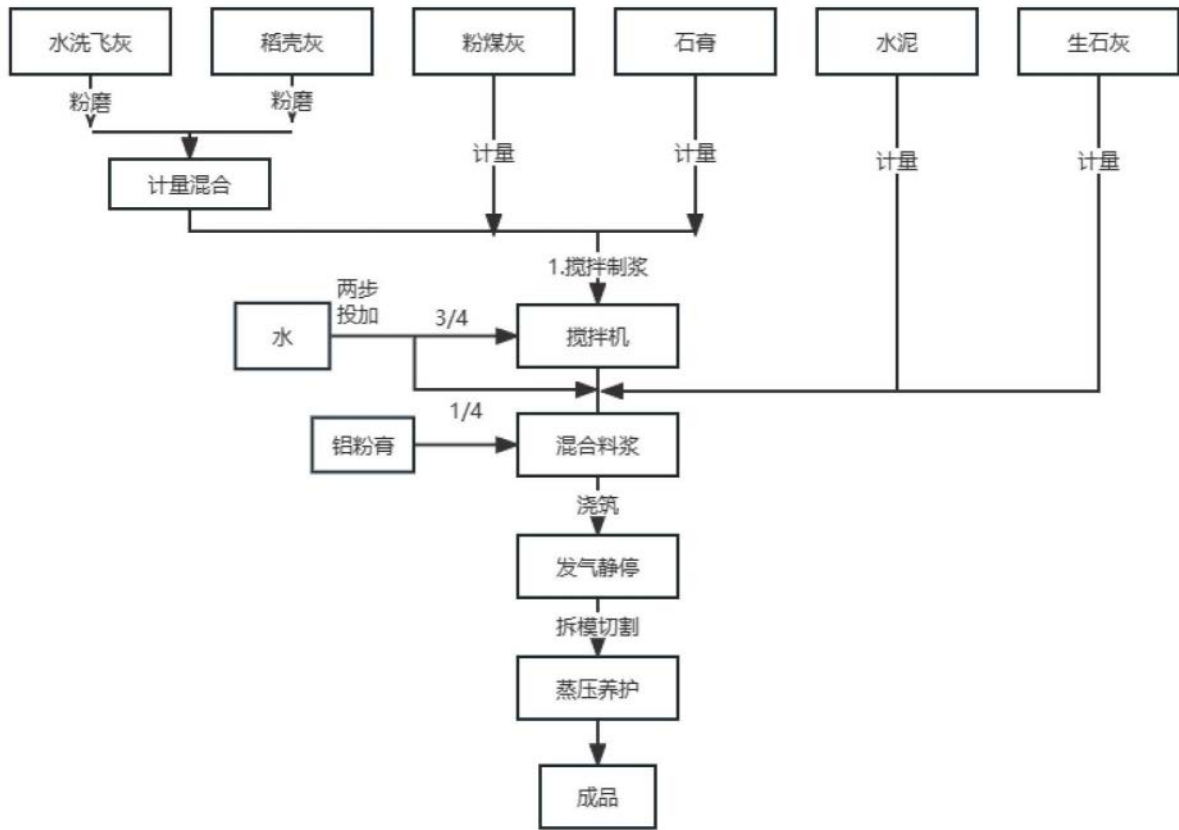 水洗飞灰
稻壳灰
粉煤灰
石膏
水泥
生石灰
粉磨
粉磨
计量
计量
计量
计量
计量混合
1.搅拌制浆
两步
投加
3/4
水
搅拌机
1/4
铝粉膏
混合料浆
浇筑
发气静停
拆模切割
蒸压养护
成品